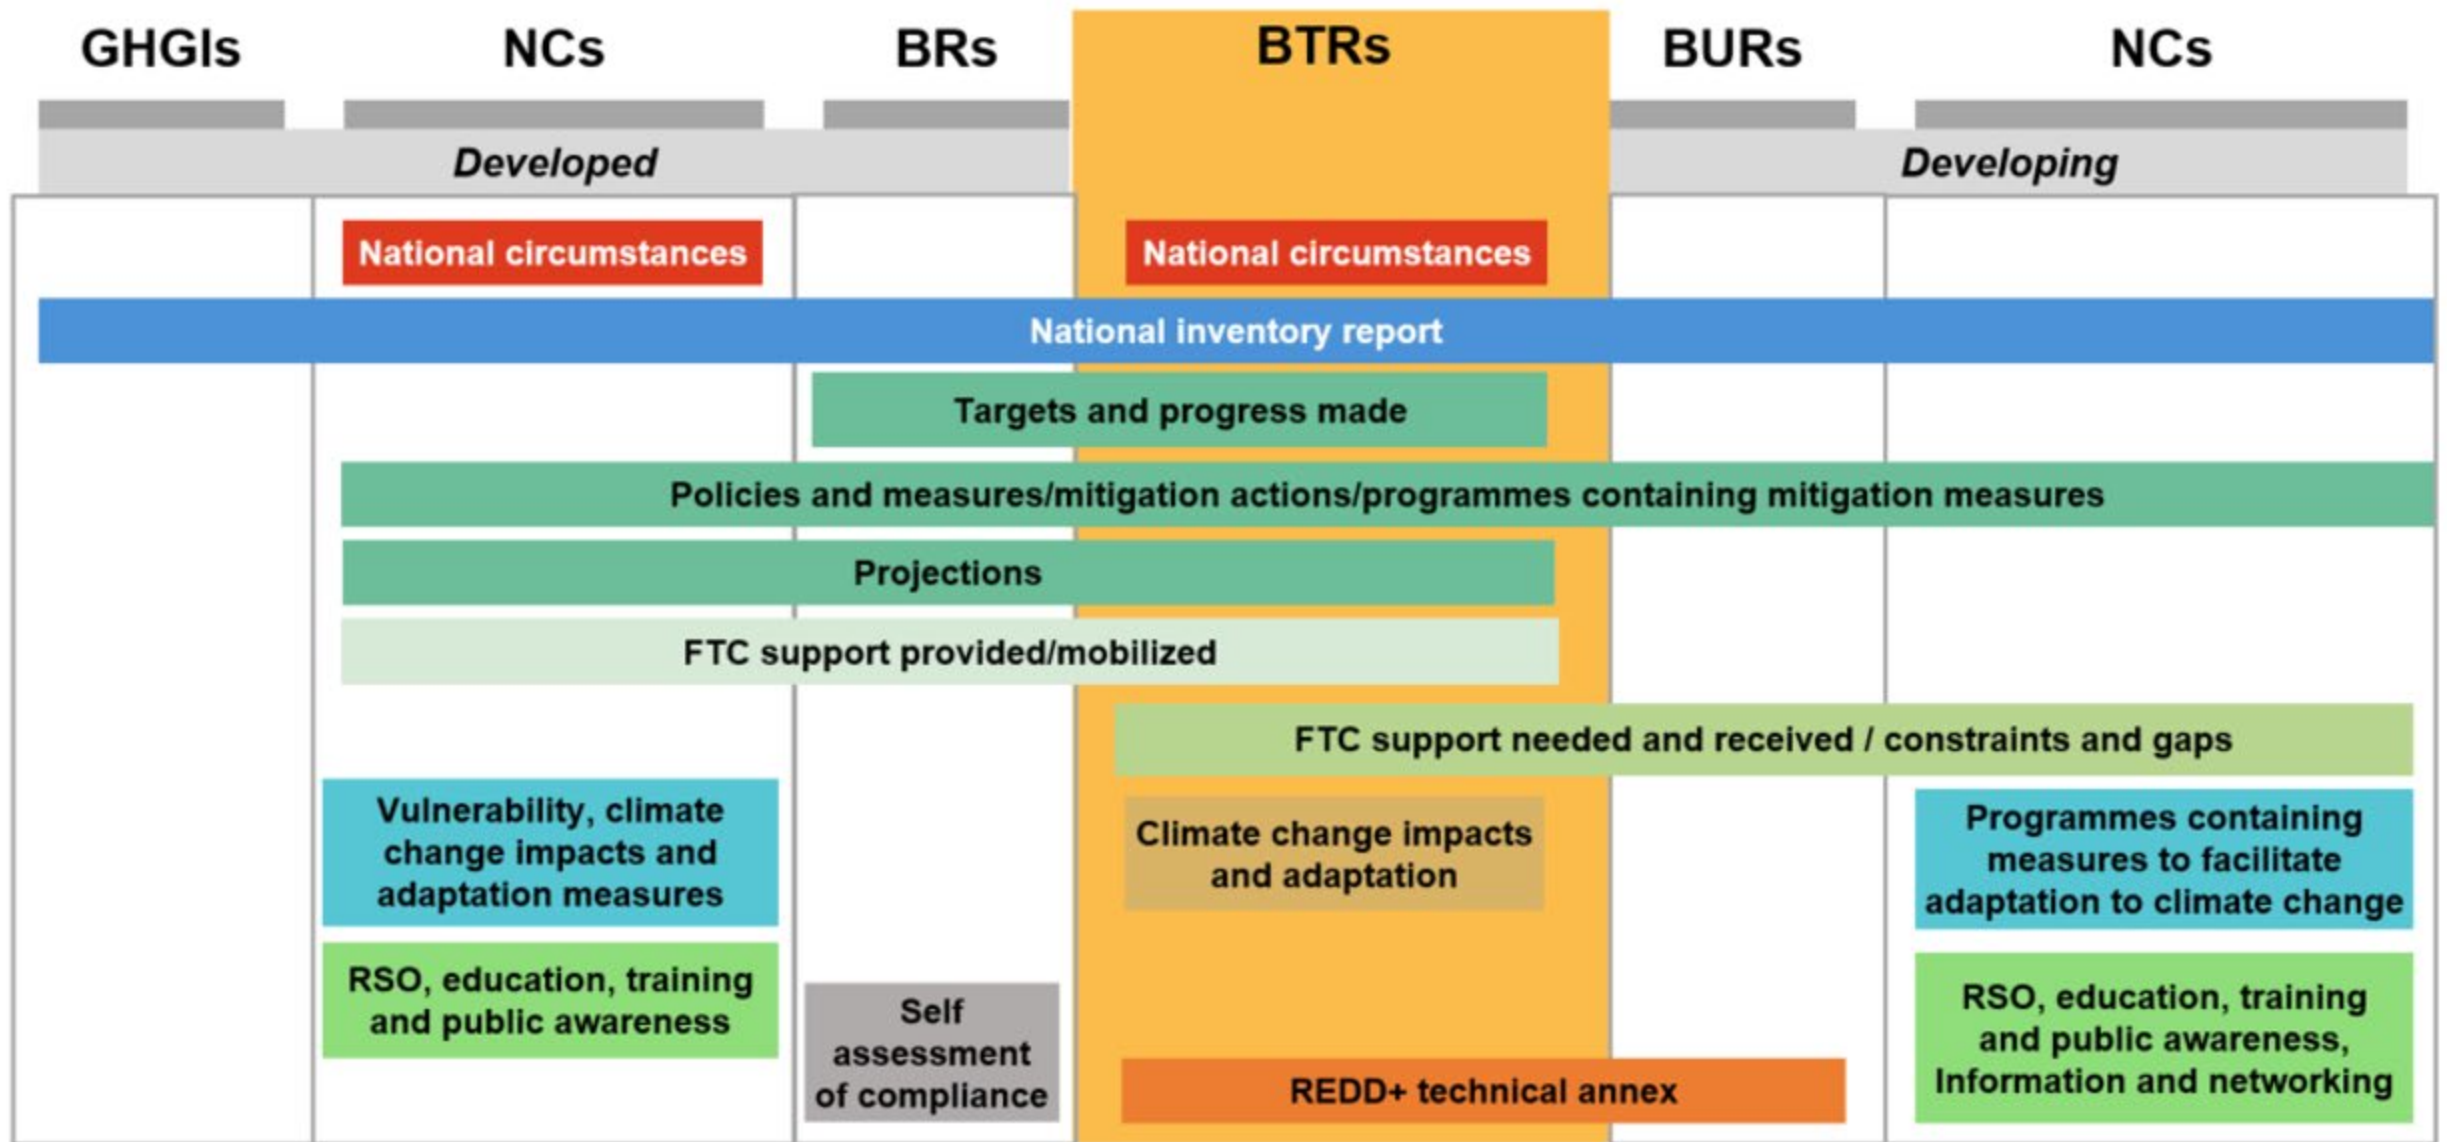 GHGIs NCs BRs BTRs BURs NCs
Developed Developing
National circumstances National circumstances
National inventory report
Targets and progress made
Policies and measures/mitigation actions/programmes containing mitigation measures
Projections
FTC support provided/mobilized
FTC support needed and received / constraints and gaps
Vulnerability, climate
change impacts and
adaptation measures
Climate change impacts
and adaptation
Programmes containing
measures to facilitate
adaptation to climate change
RSO, education, training
and public awareness
Self
assessment
of compliance
REDD+ technical annex
RSO, education, training
and public awareness,
Information and networking